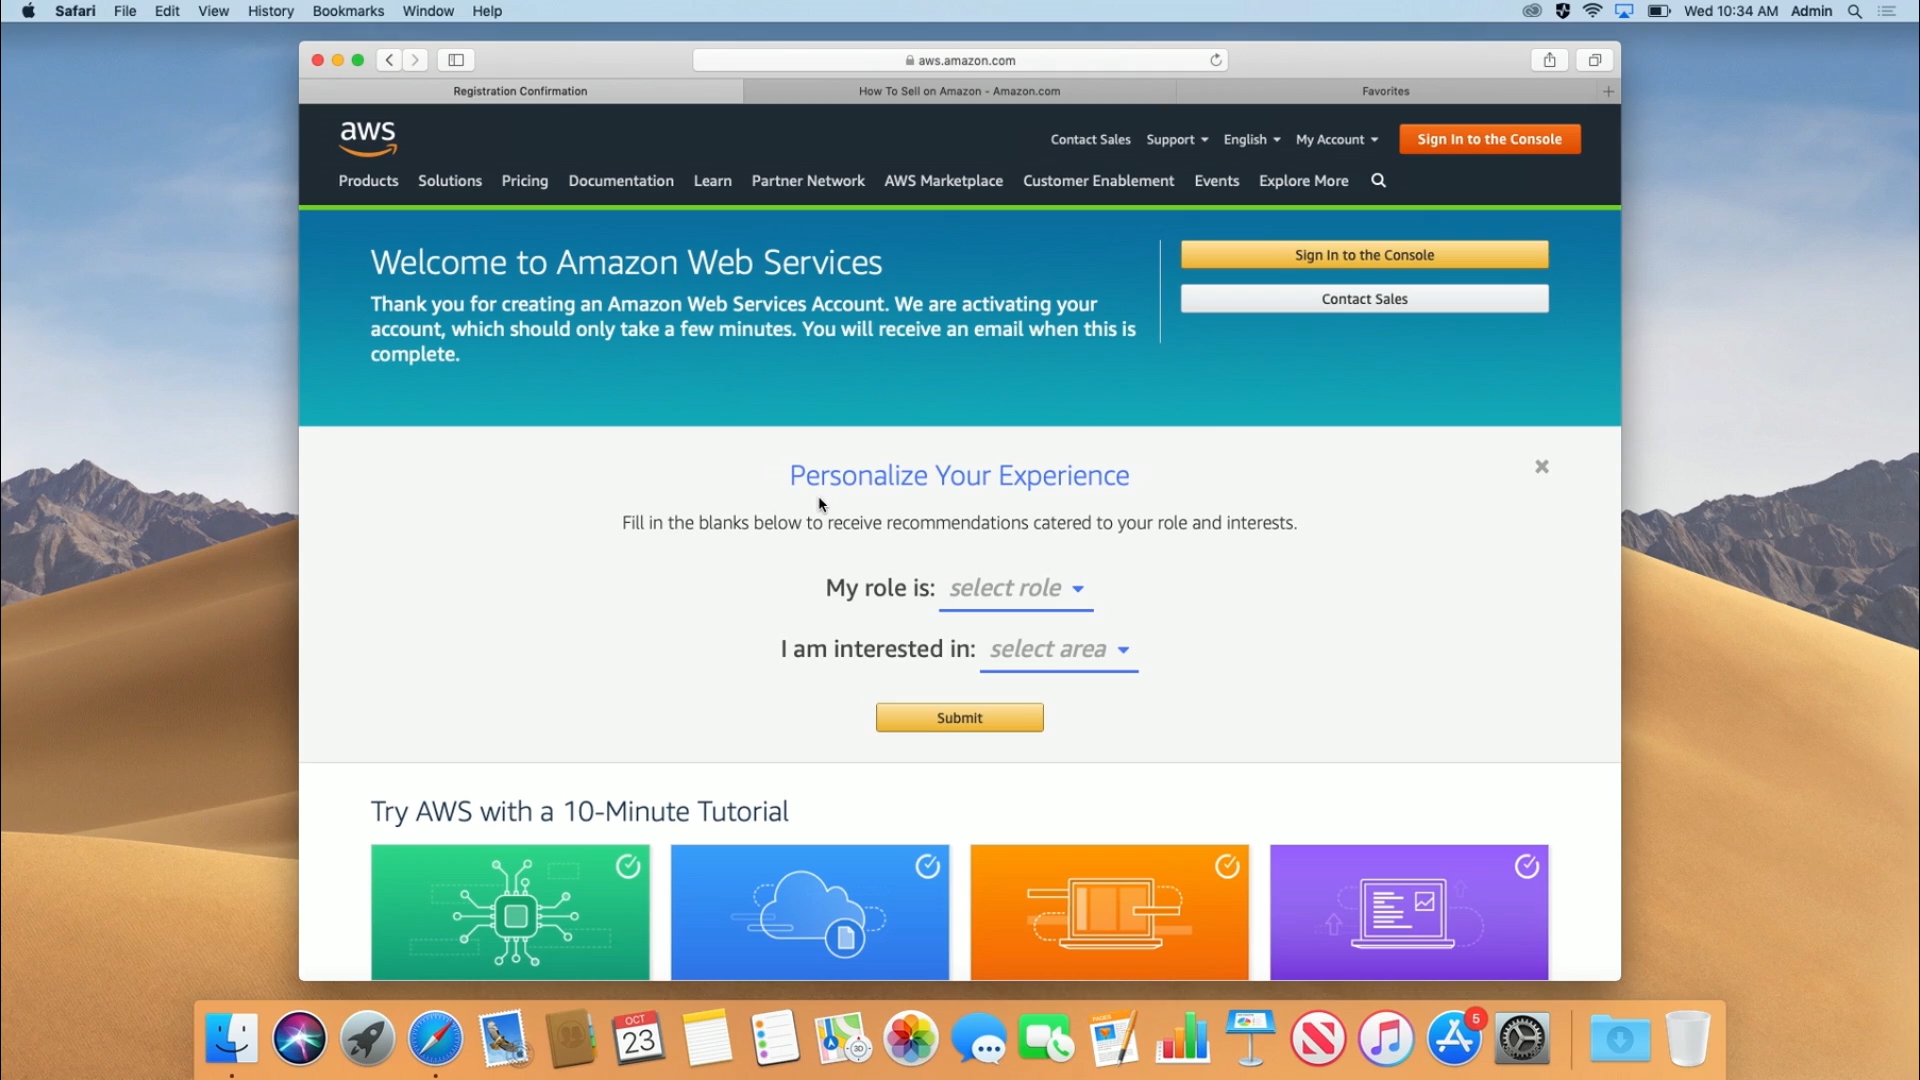 Safari File Edit View History Bookmarks Window Help
Wed 10:34 AM Admin
aws.amazon.com
Registration Confirmation
How To Sell on Amazon - Amazon.com
Favorites
aws
Contact Sales Support English My Account Sign In to the Console
Products Solutions Pricing Documentation Learn Partner Network AWS Marketplace Customer Enablement Events Explore More
Welcome to Amazon Web Services
Thank you for creating an Amazon Web Services Account. We are activating your
account, which should only take a few minutes. You will receive an email when this is
complete.
Sign In to the Console
Contact Sales
Personalize Your Experience
Fill in the blanks below to receive recommendations catered to your role and interests.
My role is: select role
I am interested in: select area
Submit
Try AWS with a 10-Minute Tutorial
OCT
23
3D
PAGES
5